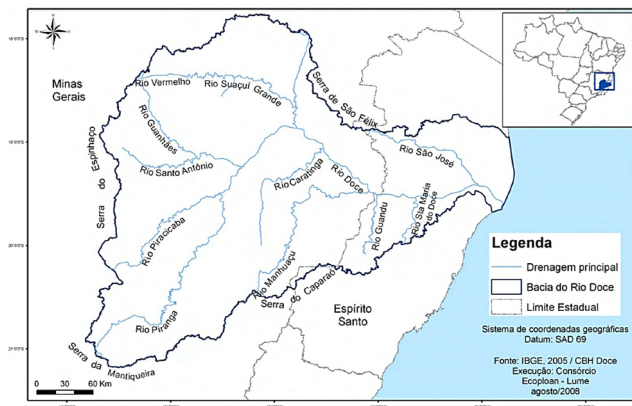 Minas
Gerais
Rio Vermelho
Rio Suaçuí Grande
Serra de São Félix
Rio Guanhães
Serra do Espinhaço
Rio Santo Antônio
Rio São José
Rio Caratinga
Rio Doce
Rio Piracicaba
Rio Guandu
Rio Sta Maria
do Doce
Rio Manhuaçu
Serra do Caparaó
Rio Piranga
Espírito
Santo
Serra da Mantiqueira
0 30 60 Km
Legenda
Drenagem principal
Bacia do Rio Doce
Limite Estadual
Sistema de coordenadas geográficas
Datum: SAD 69
Fonte: IBGE, 2005 / CBH Doce
Execução: Consórcio
Ecoploan - Lume
agosto/2008